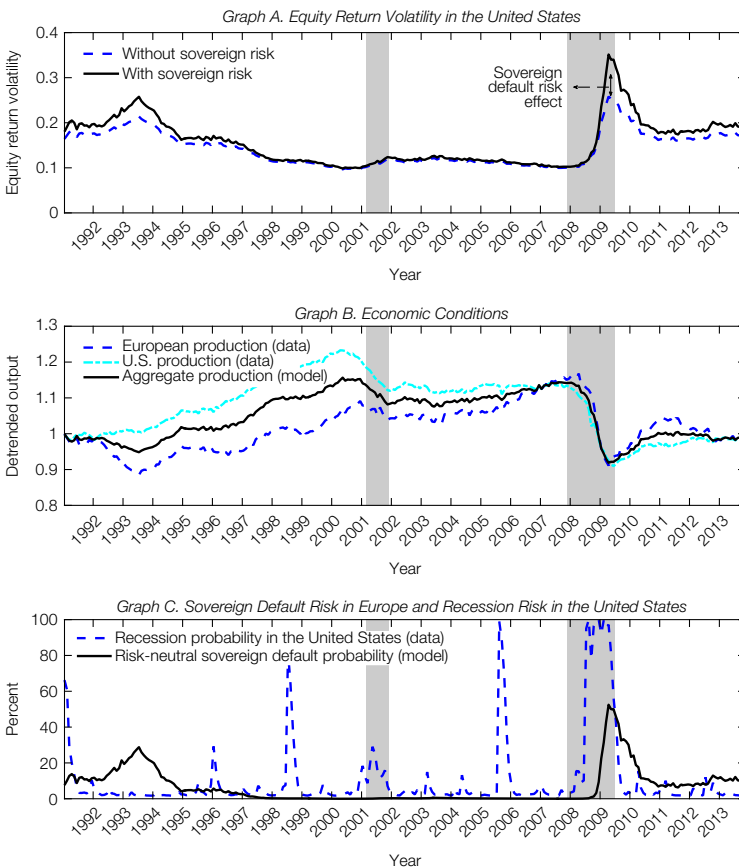 Graph A. Equity Return Volatility in the United States
0.4
0.3
0.2
0.1
0
Equity return volatility
Without sovereign risk
With sovereign risk
Sovereign
default risk
effect
1992 1993 1994 1995 1996 1997 1998 1999 2000 2001 2002 2003 2004 2005 2006 2007 2008 2009 2010 2011 2012 2013
Year
Graph B. Economic Conditions
1.3
1.2
1.1
1
0.9
0.8
Detrended output
European production (data)
U.S. production (data)
Aggregate production (model)
1992 1993 1994 1995 1996 1997 1998 1999 2000 2001 2002 2003 2004 2005 2006 2007 2008 2009 2010 2011 2012 2013
Year
Graph C. Sovereign Default Risk in Europe and Recession Risk in the United States
100
80
60
40
20
0
Percent
Recession probability in the United States (data)
Risk-neutral sovereign default probability (model)
1992 1993 1994 1995 1996 1997 1998 1999 2000 2001 2002 2003 2004 2005 2006 2007 2008 2009 2010 2011 2012 2013
Year